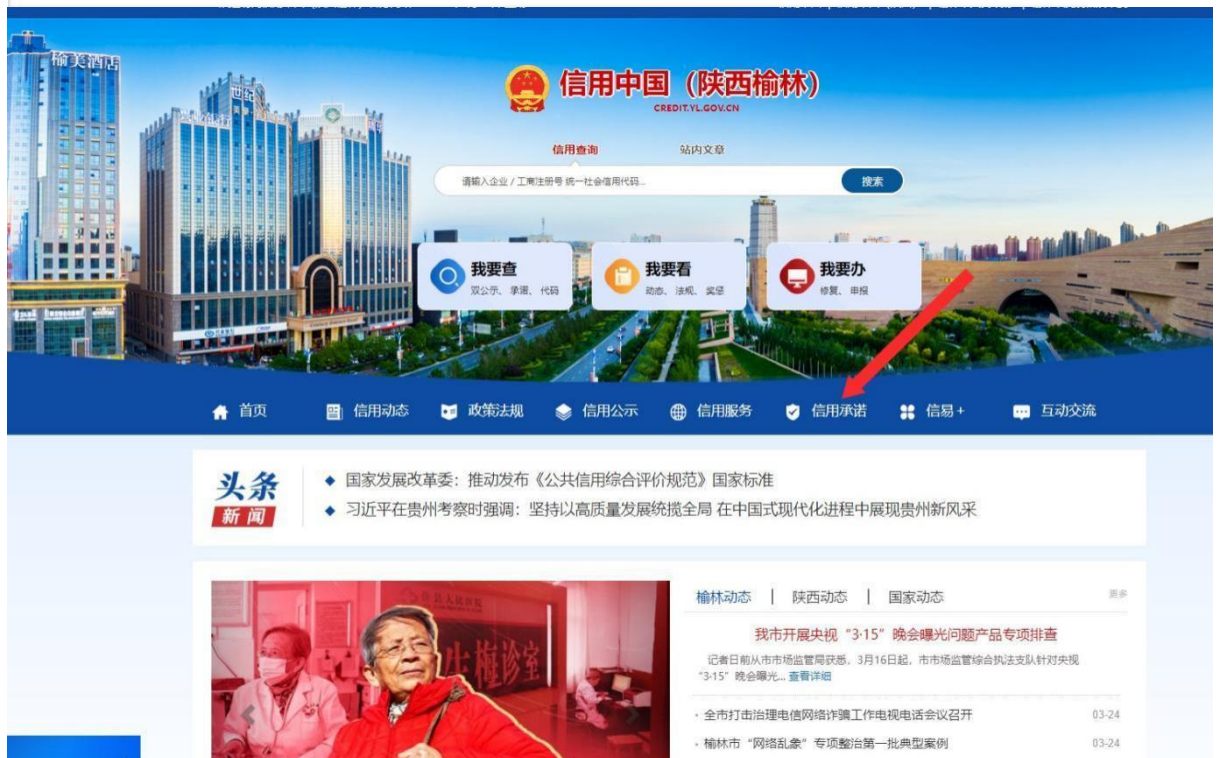 榆美酒店
世纪
信用中国（陕西榆林）
CREDIT.YL.GOV.CN
信用查询 站内文章
请输入企业 / 工商注册号 统一社会信用代码... 搜索
我要查 我要看 我要办
双公示、承诺、代码 动态、法规、奖惩 修复、申报
首页 信用动态 政策法规 信用公示 信用服务 信用承诺 信易+ 互动交流
头条 ◆ 国家发展改革委：推动发布《公共信用综合评价规范》国家标准
新闻 ◆ 习近平在贵州考察时强调：坚持以高质量发展统揽全局 在中国式现代化进程中展现贵州新风采
榆林动态 | 陕西动态 | 国家动态 更多
我市开展央视“3·15”晚会曝光问题产品专项排查
记者日前从市市场监管局获悉，3月16日起，市市场监管综合执法支队针对央视
“3·15”晚会曝光... 查看详细
· 全市打击治理电信网络诈骗工作电视电话会议召开 03-24
· 榆林市“网络乱象”专项整治第一批典型案例 03-24